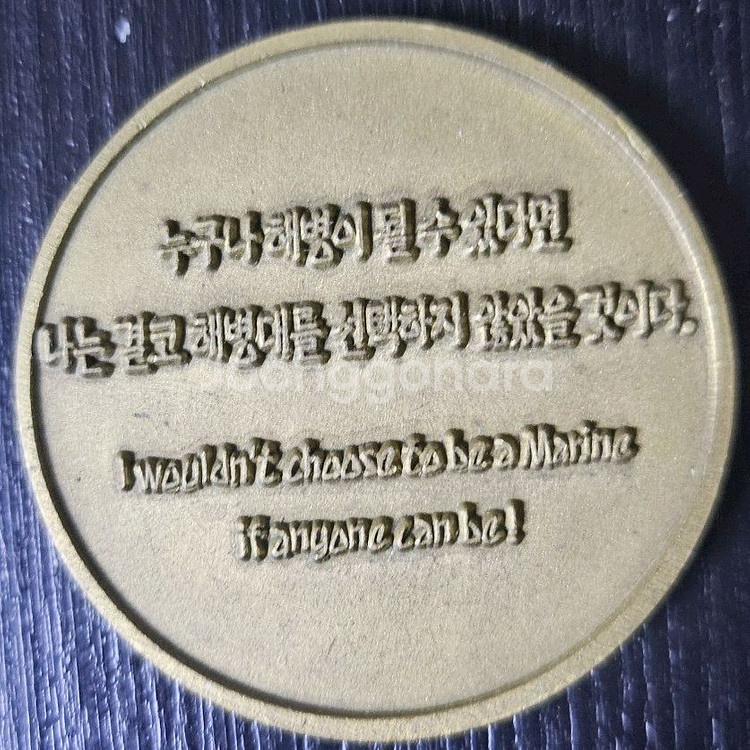 누구나 해병이 될 수 있다면
나는 결코 해병대를 선택하지 않았을 것이다.
joonggonara
I wouldn't choose to be a Marine
if anyone can be!